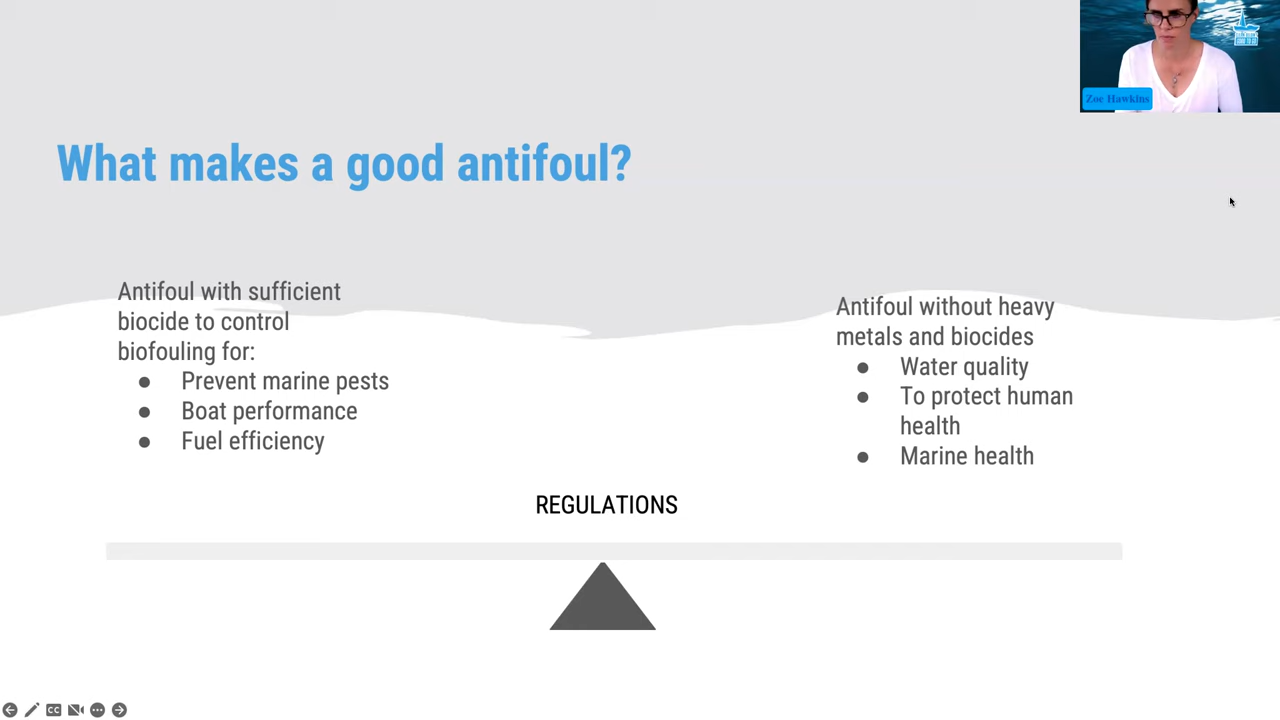 Zoe Hawkins
What makes a good antifoul?
Antifoul with sufficient
biocide to control
biofouling for:
● Prevent marine pests
● Boat performance
● Fuel efficiency
Antifoul without heavy
metals and biocides
● Water quality
● To protect human
health
● Marine health
REGULATIONS
CC